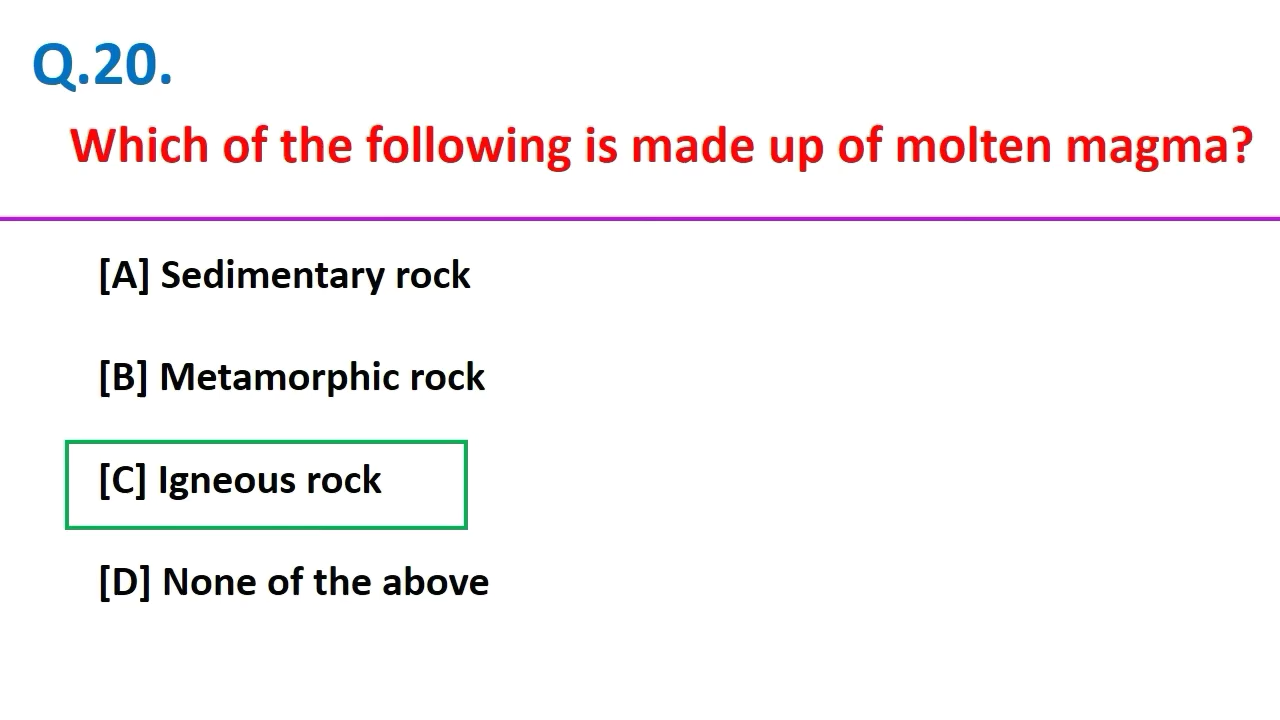 Q.20.
Which of the following is made up of molten magma?
[A] Sedimentary rock
[B] Metamorphic rock
[C] Igneous rock
[D] None of the above